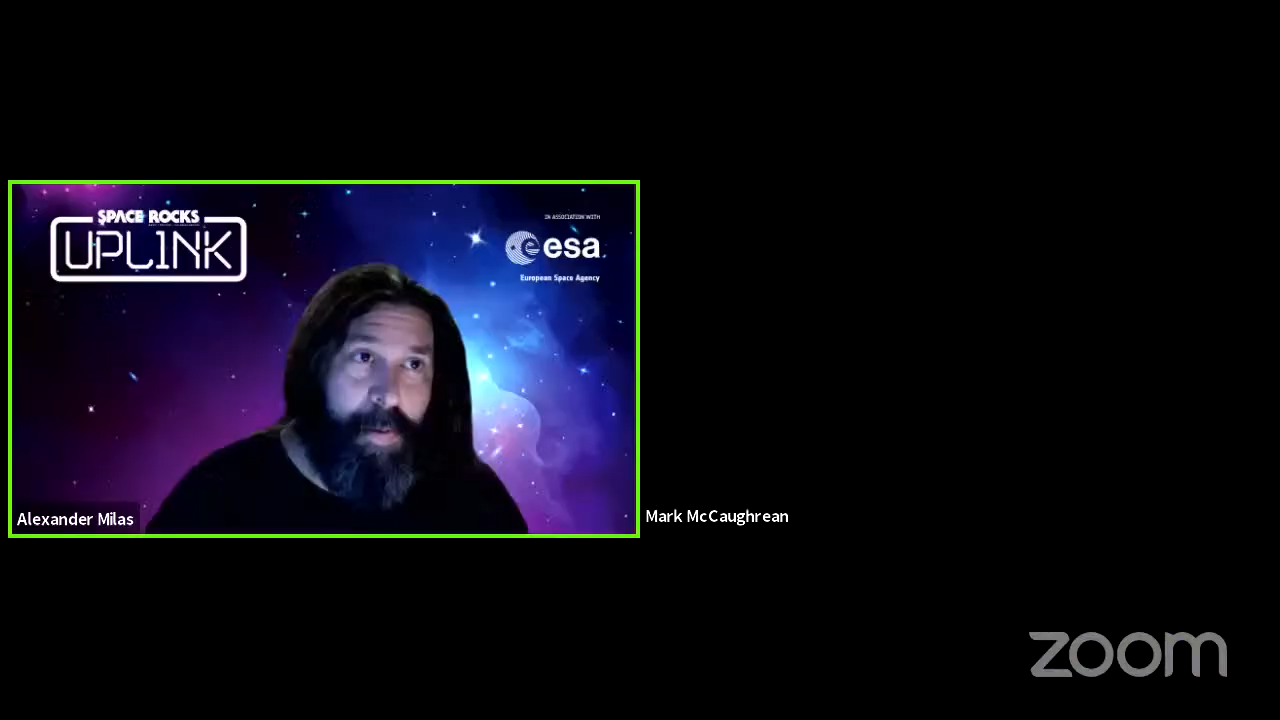 SPACE ROCKS
UPLINK
IN ASSOCIATION WITH
esa
European Space Agency
Alexander Milas
Mark McCaughrean
zoom